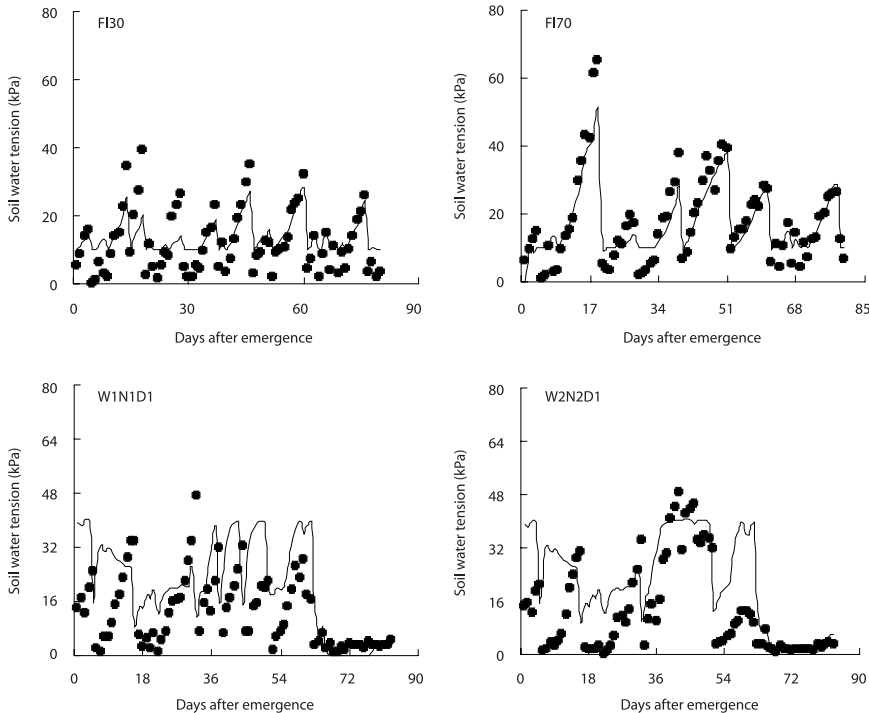 FI30
Soil water tension (kPa)
80
60
40
20
0
0 30 60 90
Days after emergence
FI70
Soil water tension (kPa)
80
60
40
20
0
0 17 34 51 68 85
Days after emergence
W1N1D1
Soil water tension (kPa)
80
64
48
32
16
0
0 18 36 54 72 90
Days after emergence
W2N2D1
Soil water tension (kPa)
80
64
48
32
16
0
0 18 36 54 72 90
Days after emergence